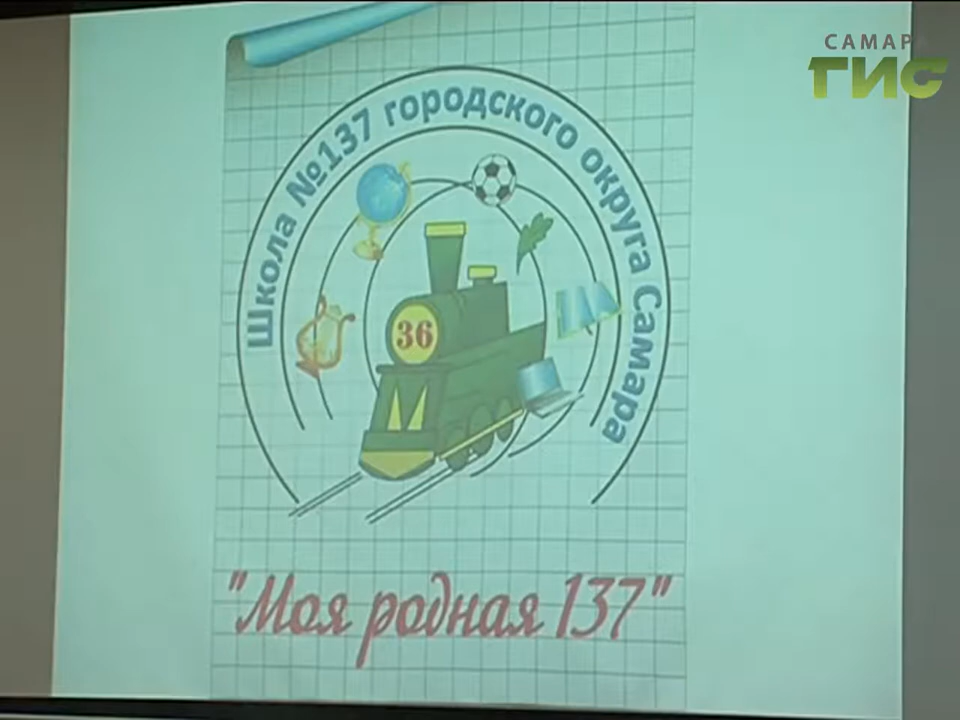 САМАРА
ГИС
Школа №137 городского округа Самара
36
"Моя родная 137"